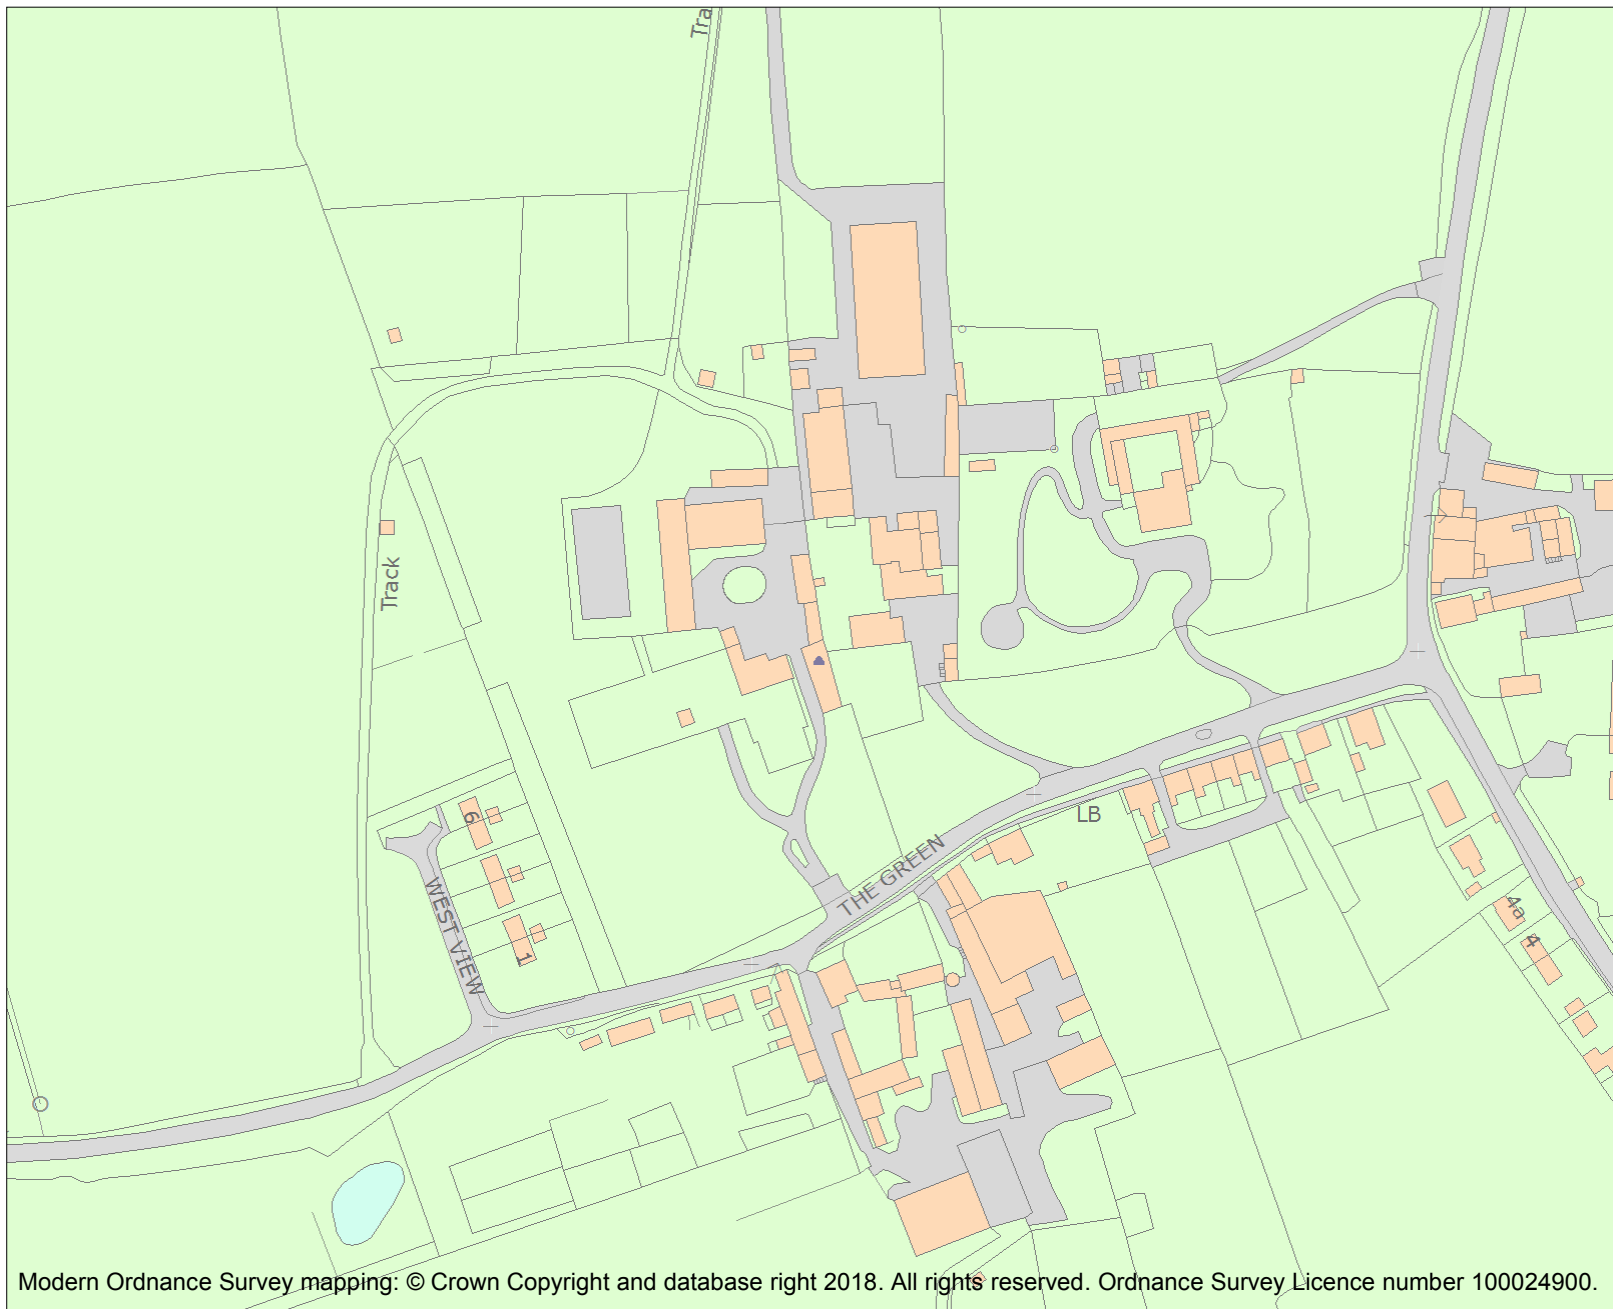 Tra
Track
6
WEST VIEW
1
THE GREEN
LB
4a
4
Modern Ordnance Survey mapping: © Crown Copyright and database right 2018. All rights reserved. Ordnance Survey Licence number 100024900.